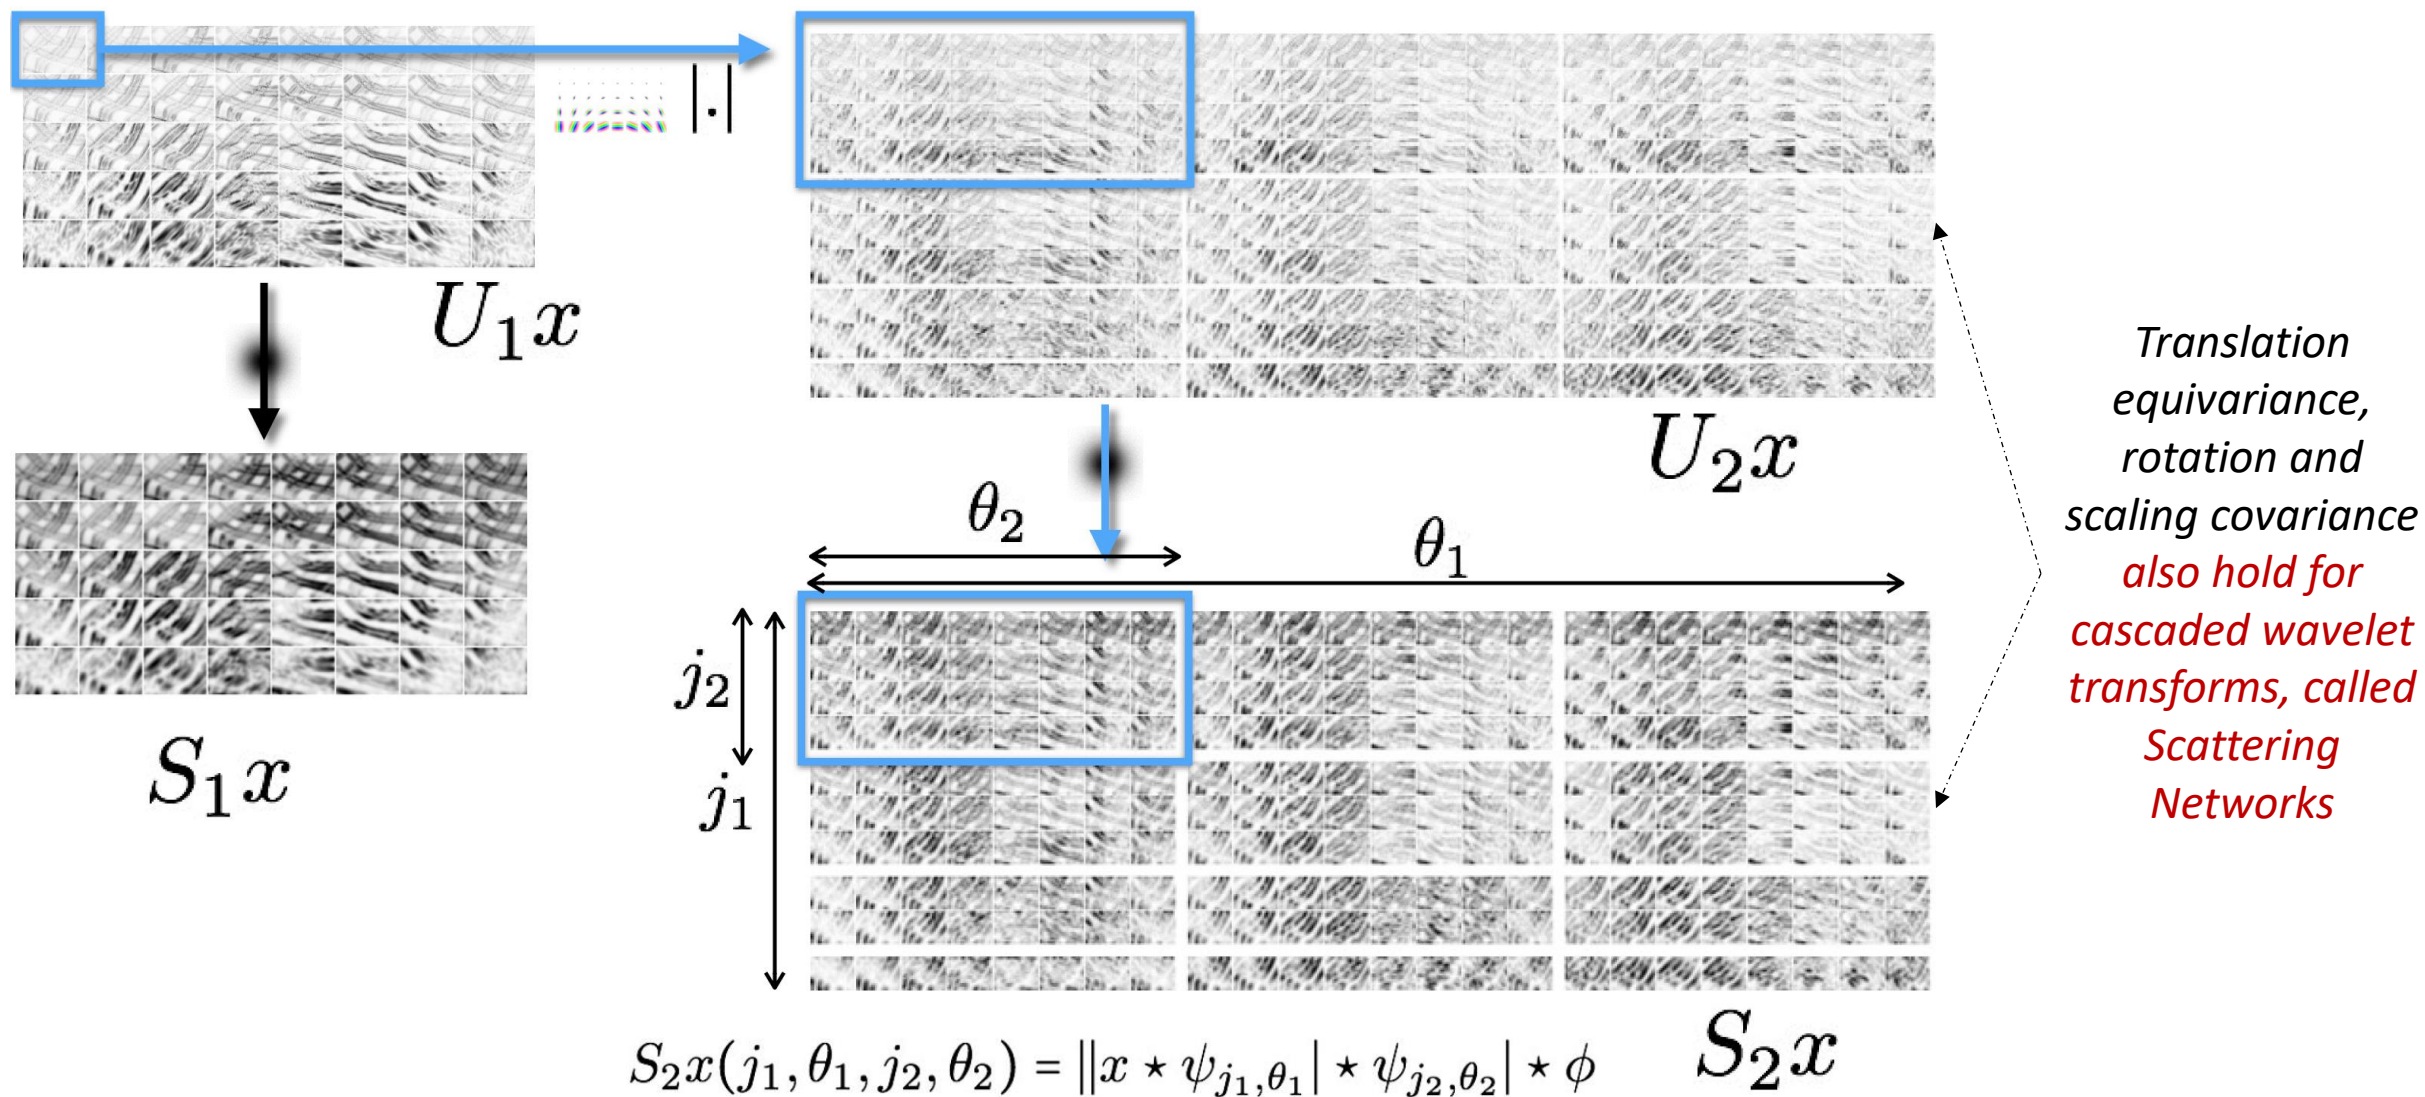 |.|
U₁x
S₁x
U₂x
θ₂
θ₁
j₂
j₁
S₂x
S₂x(j₁, θ₁, j₂, θ₂) = ||x ⋆ ψ_{j₁,θ₁}| ⋆ ψ_{j₂,θ₂}| ⋆ ϕ
Translation
equivariance,
rotation and
scaling covariance
also hold for
cascaded wavelet
transforms, called
Scattering
Networks